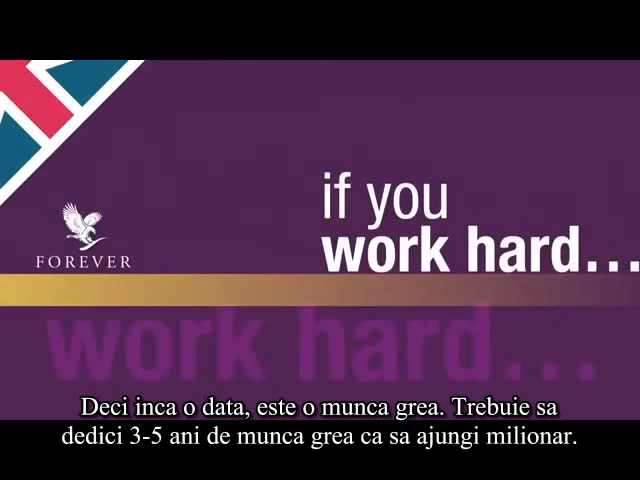 if you
work hard...
FOREVER
work hard...
Deci inca o data, este o munca grea. Trebuie sa
dedici 3-5 ani de munca grea ca sa ajungi milionar.